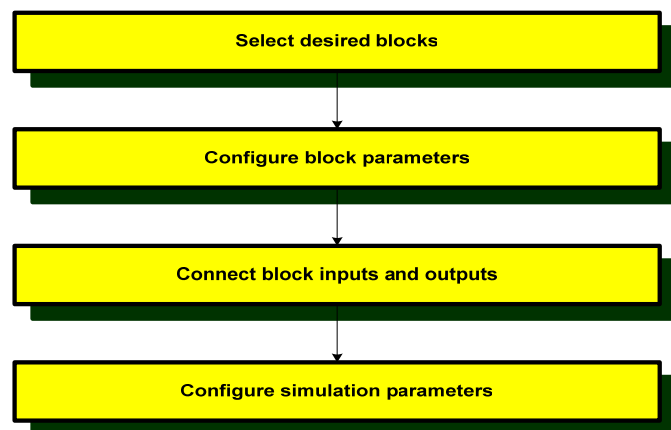 Select desired blocks
Configure block parameters
Connect block inputs and outputs
Configure simulation parameters